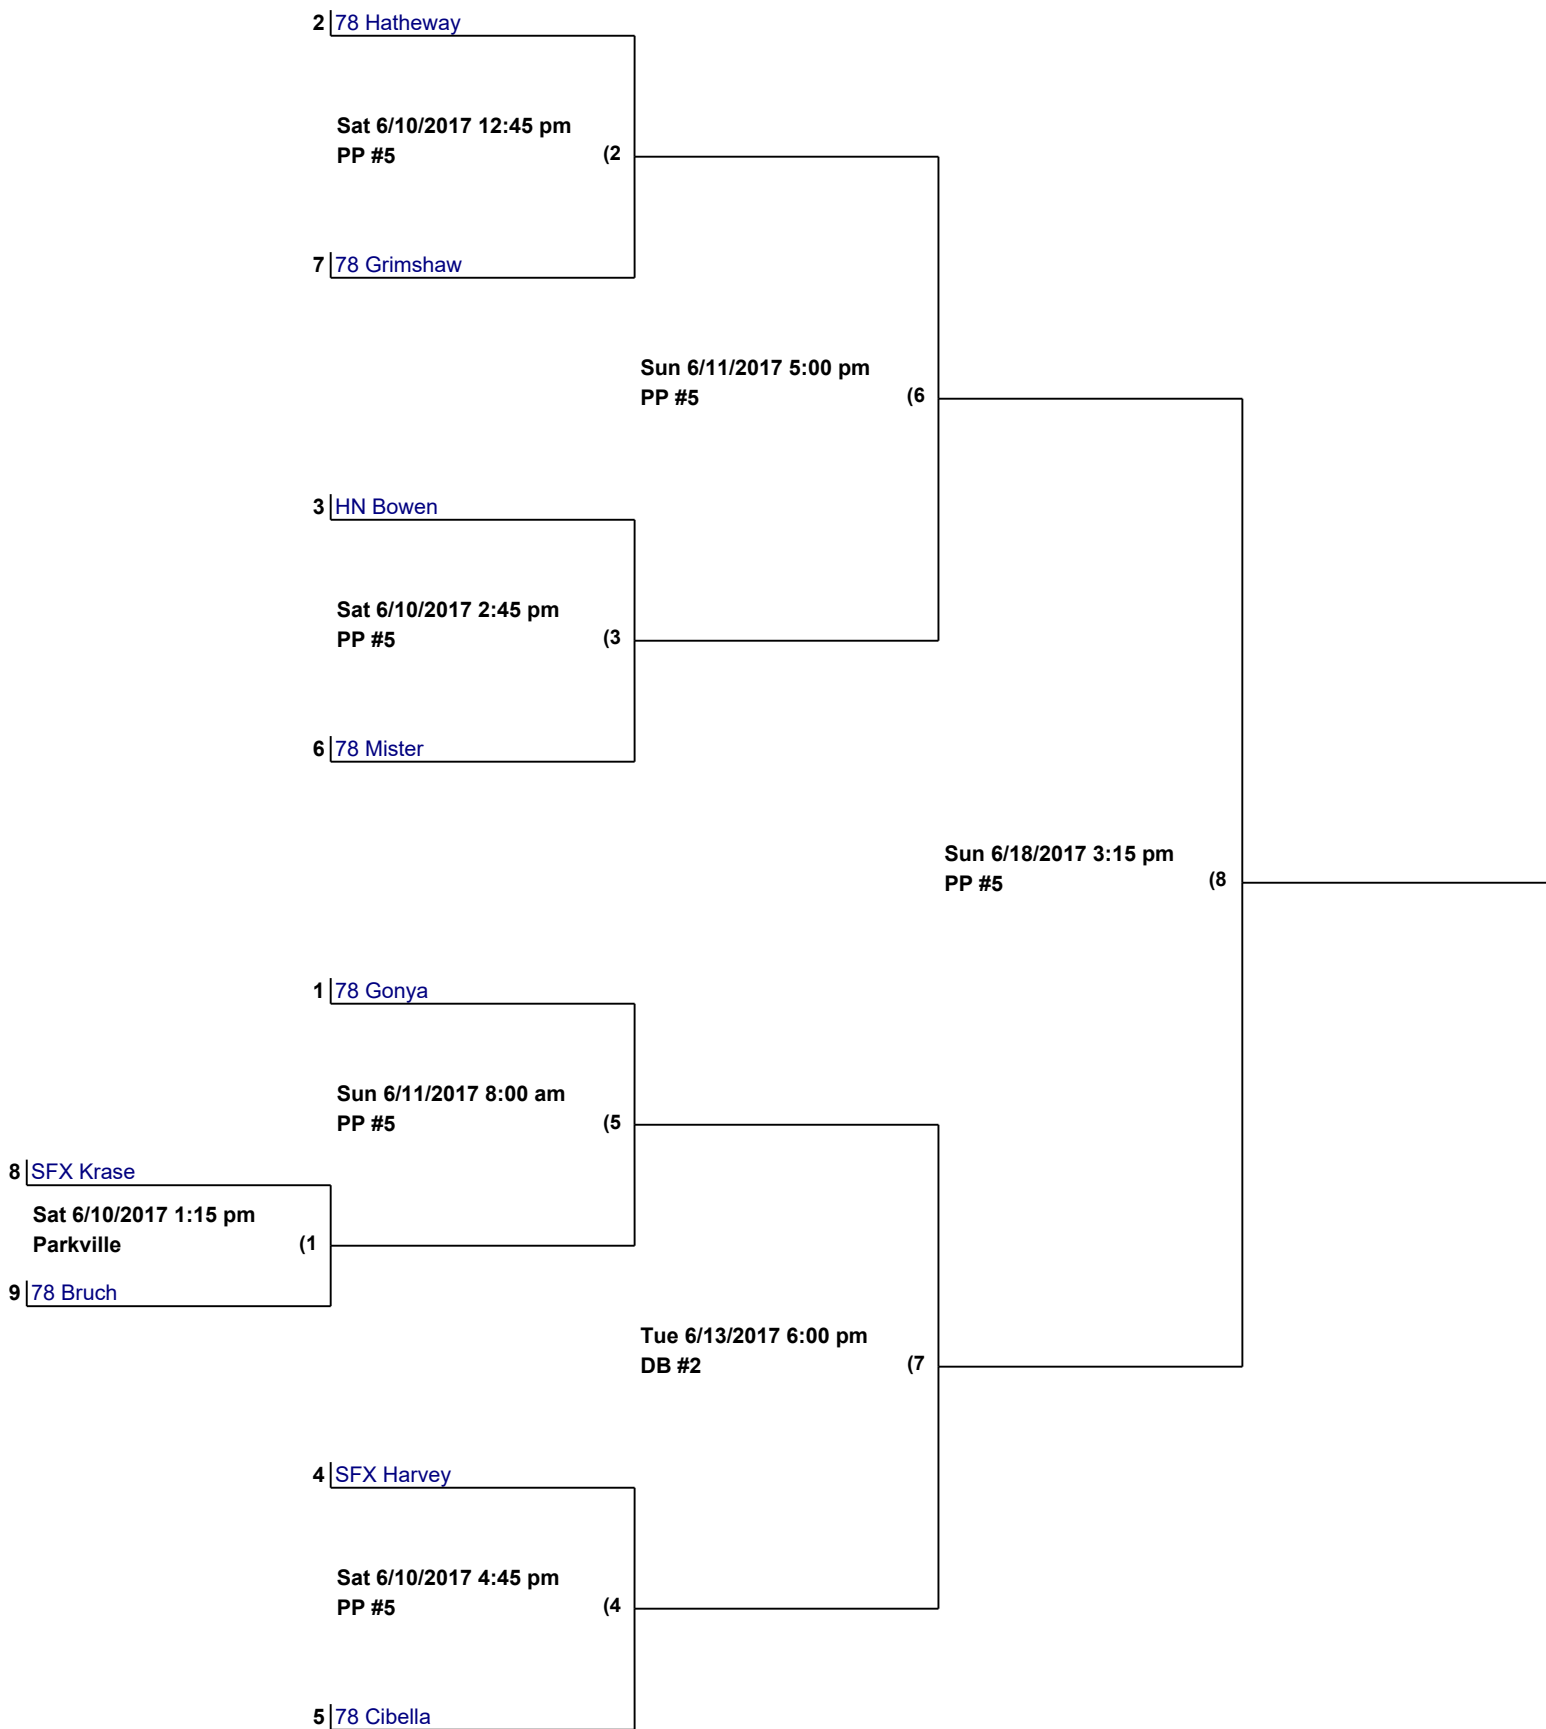 2 78 Hatheway
Sat 6/10/2017 12:45 pm
PP #5 (2
7 78 Grimshaw
Sun 6/11/2017 5:00 pm
PP #5 (6
3 HN Bowen
Sat 6/10/2017 2:45 pm
PP #5 (3
6 78 Mister
Sun 6/18/2017 3:15 pm
PP #5 (8
1 78 Gonya
Sun 6/11/2017 8:00 am
PP #5 (5
8 SFX Krase
Sat 6/10/2017 1:15 pm
Parkville (1
9 78 Bruch
Tue 6/13/2017 6:00 pm
DB #2 (7
4 SFX Harvey
Sat 6/10/2017 4:45 pm
PP #5 (4
5 78 Cibella